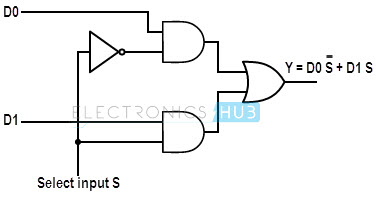 D0
Y = D0 S̅ + D1 S
ELECTRONICS HUB
D1
Select input S